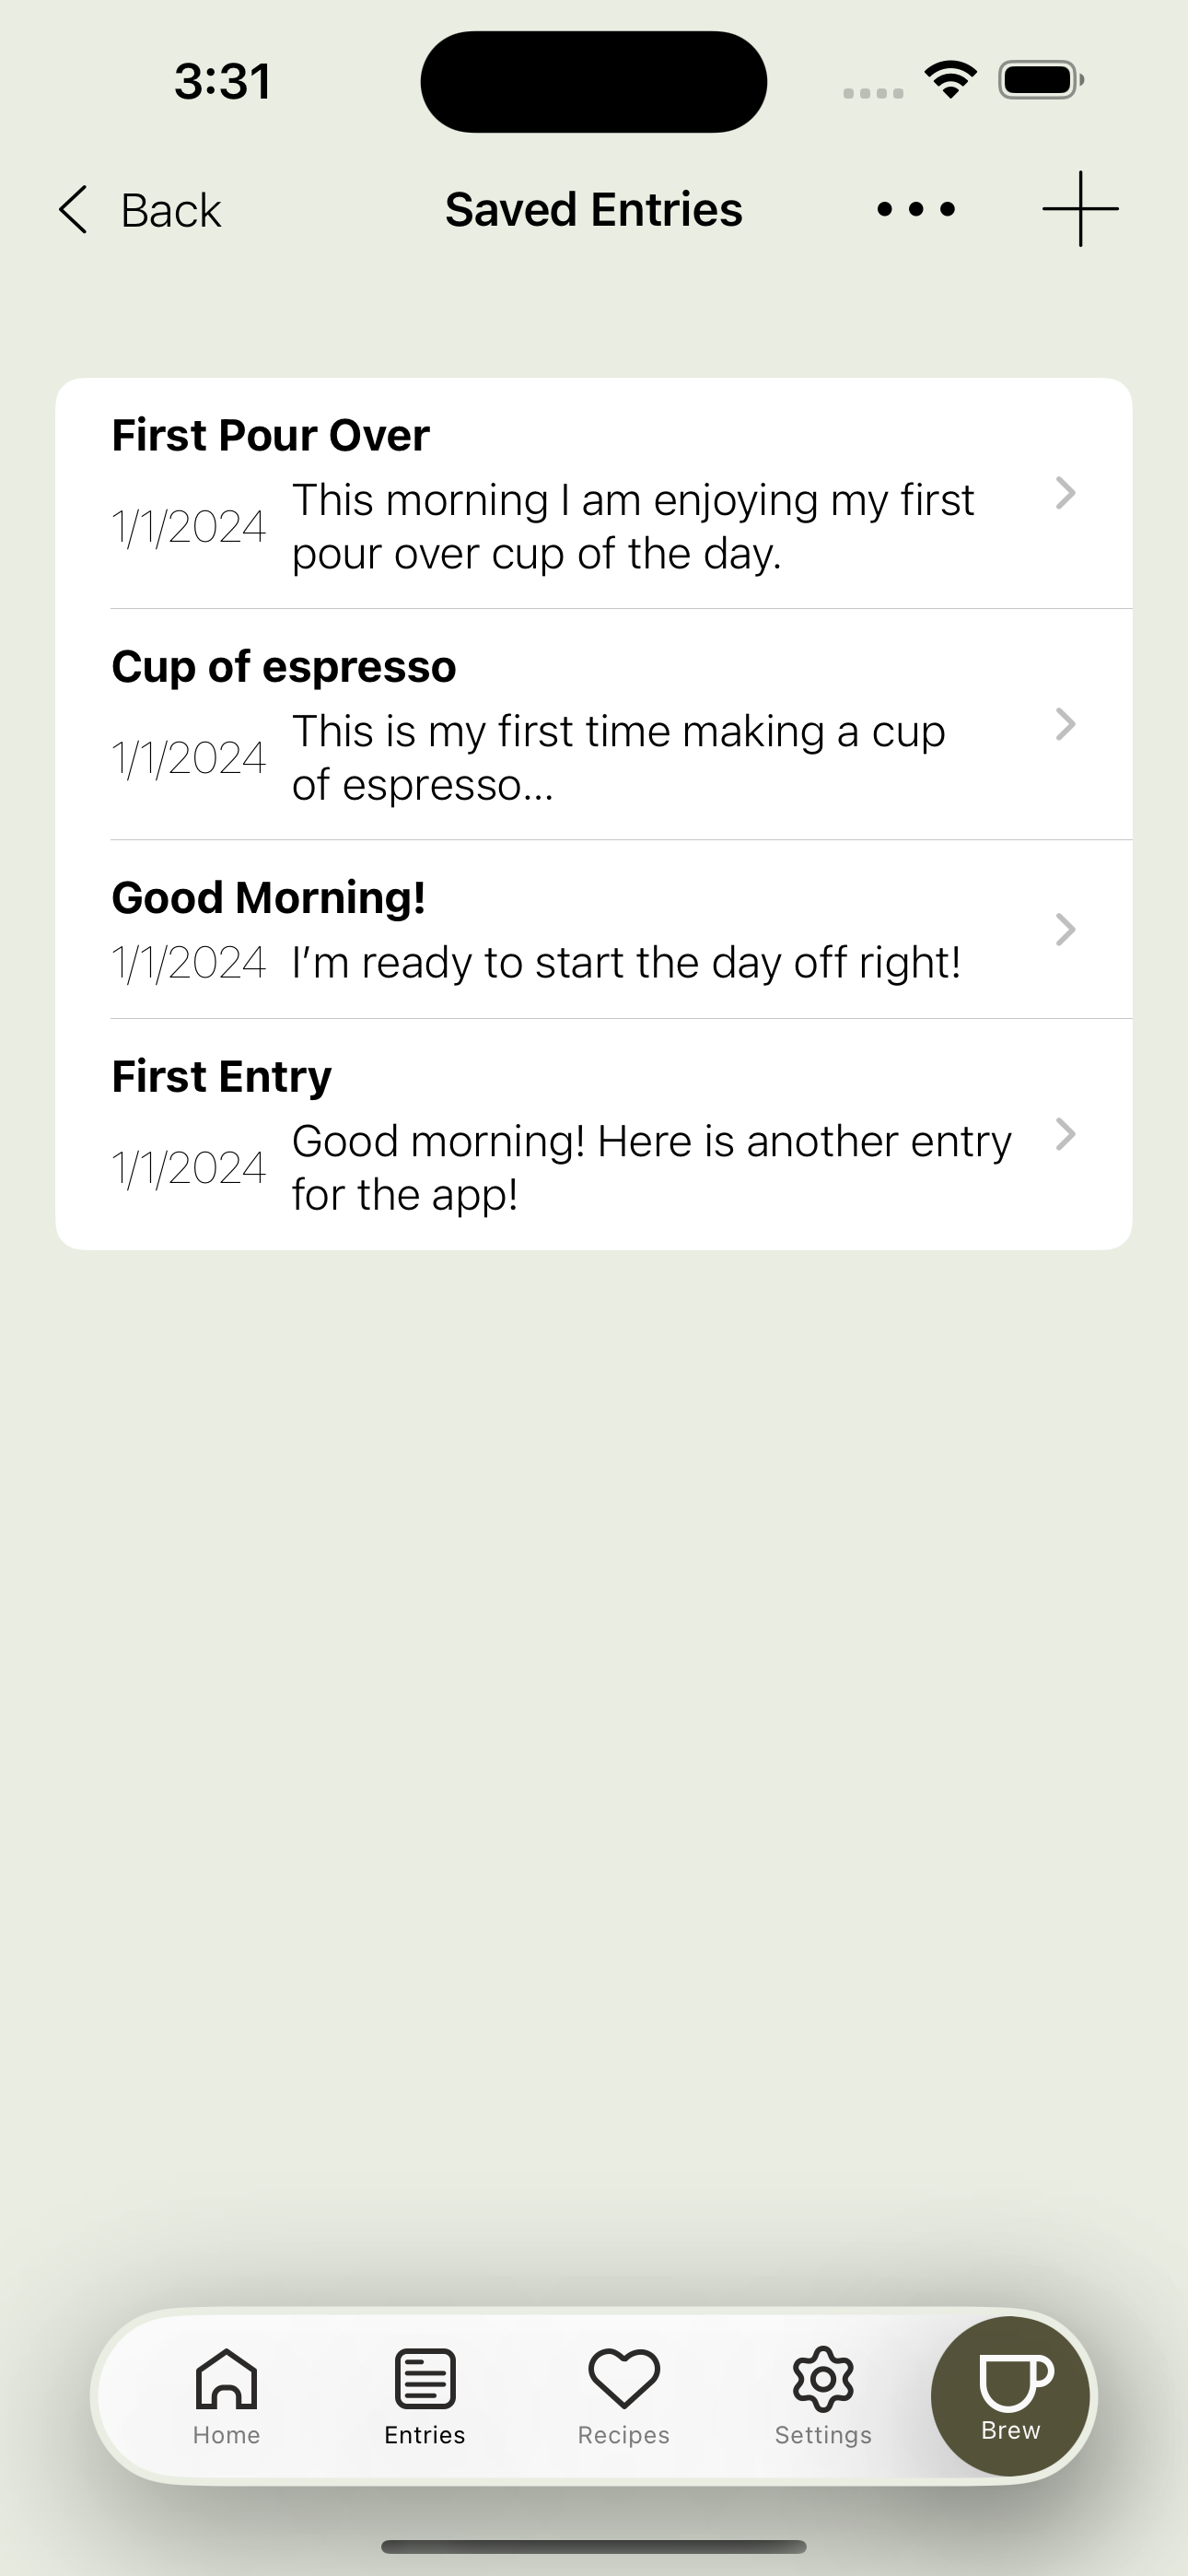 3:31
Back
Saved Entries
First Pour Over
1/1/2024
This morning I am enjoying my first
pour over cup of the day.
Cup of espresso
1/1/2024
This is my first time making a cup
of espresso...
Good Morning!
1/1/2024 I'm ready to start the day off right!
First Entry
1/1/2024
Good morning! Here is another entry
for the app!
Home
Entries
Recipes
Settings
Brew